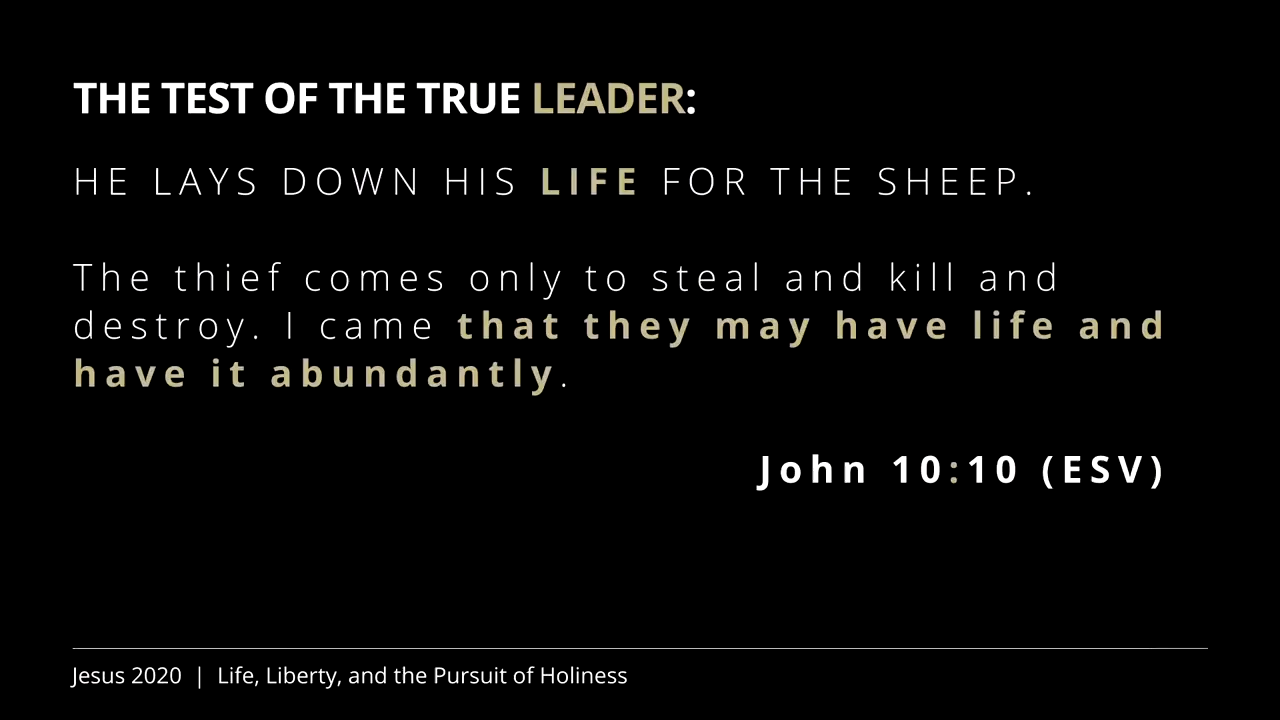 THE TEST OF THE TRUE LEADER:
HE LAYS DOWN HIS LIFE FOR THE SHEEP.
The thief comes only to steal and kill and
destroy. I came that they may have life and
have it abundantly.
John 10:10 (ESV)
Jesus 2020 | Life, Liberty, and the Pursuit of Holiness